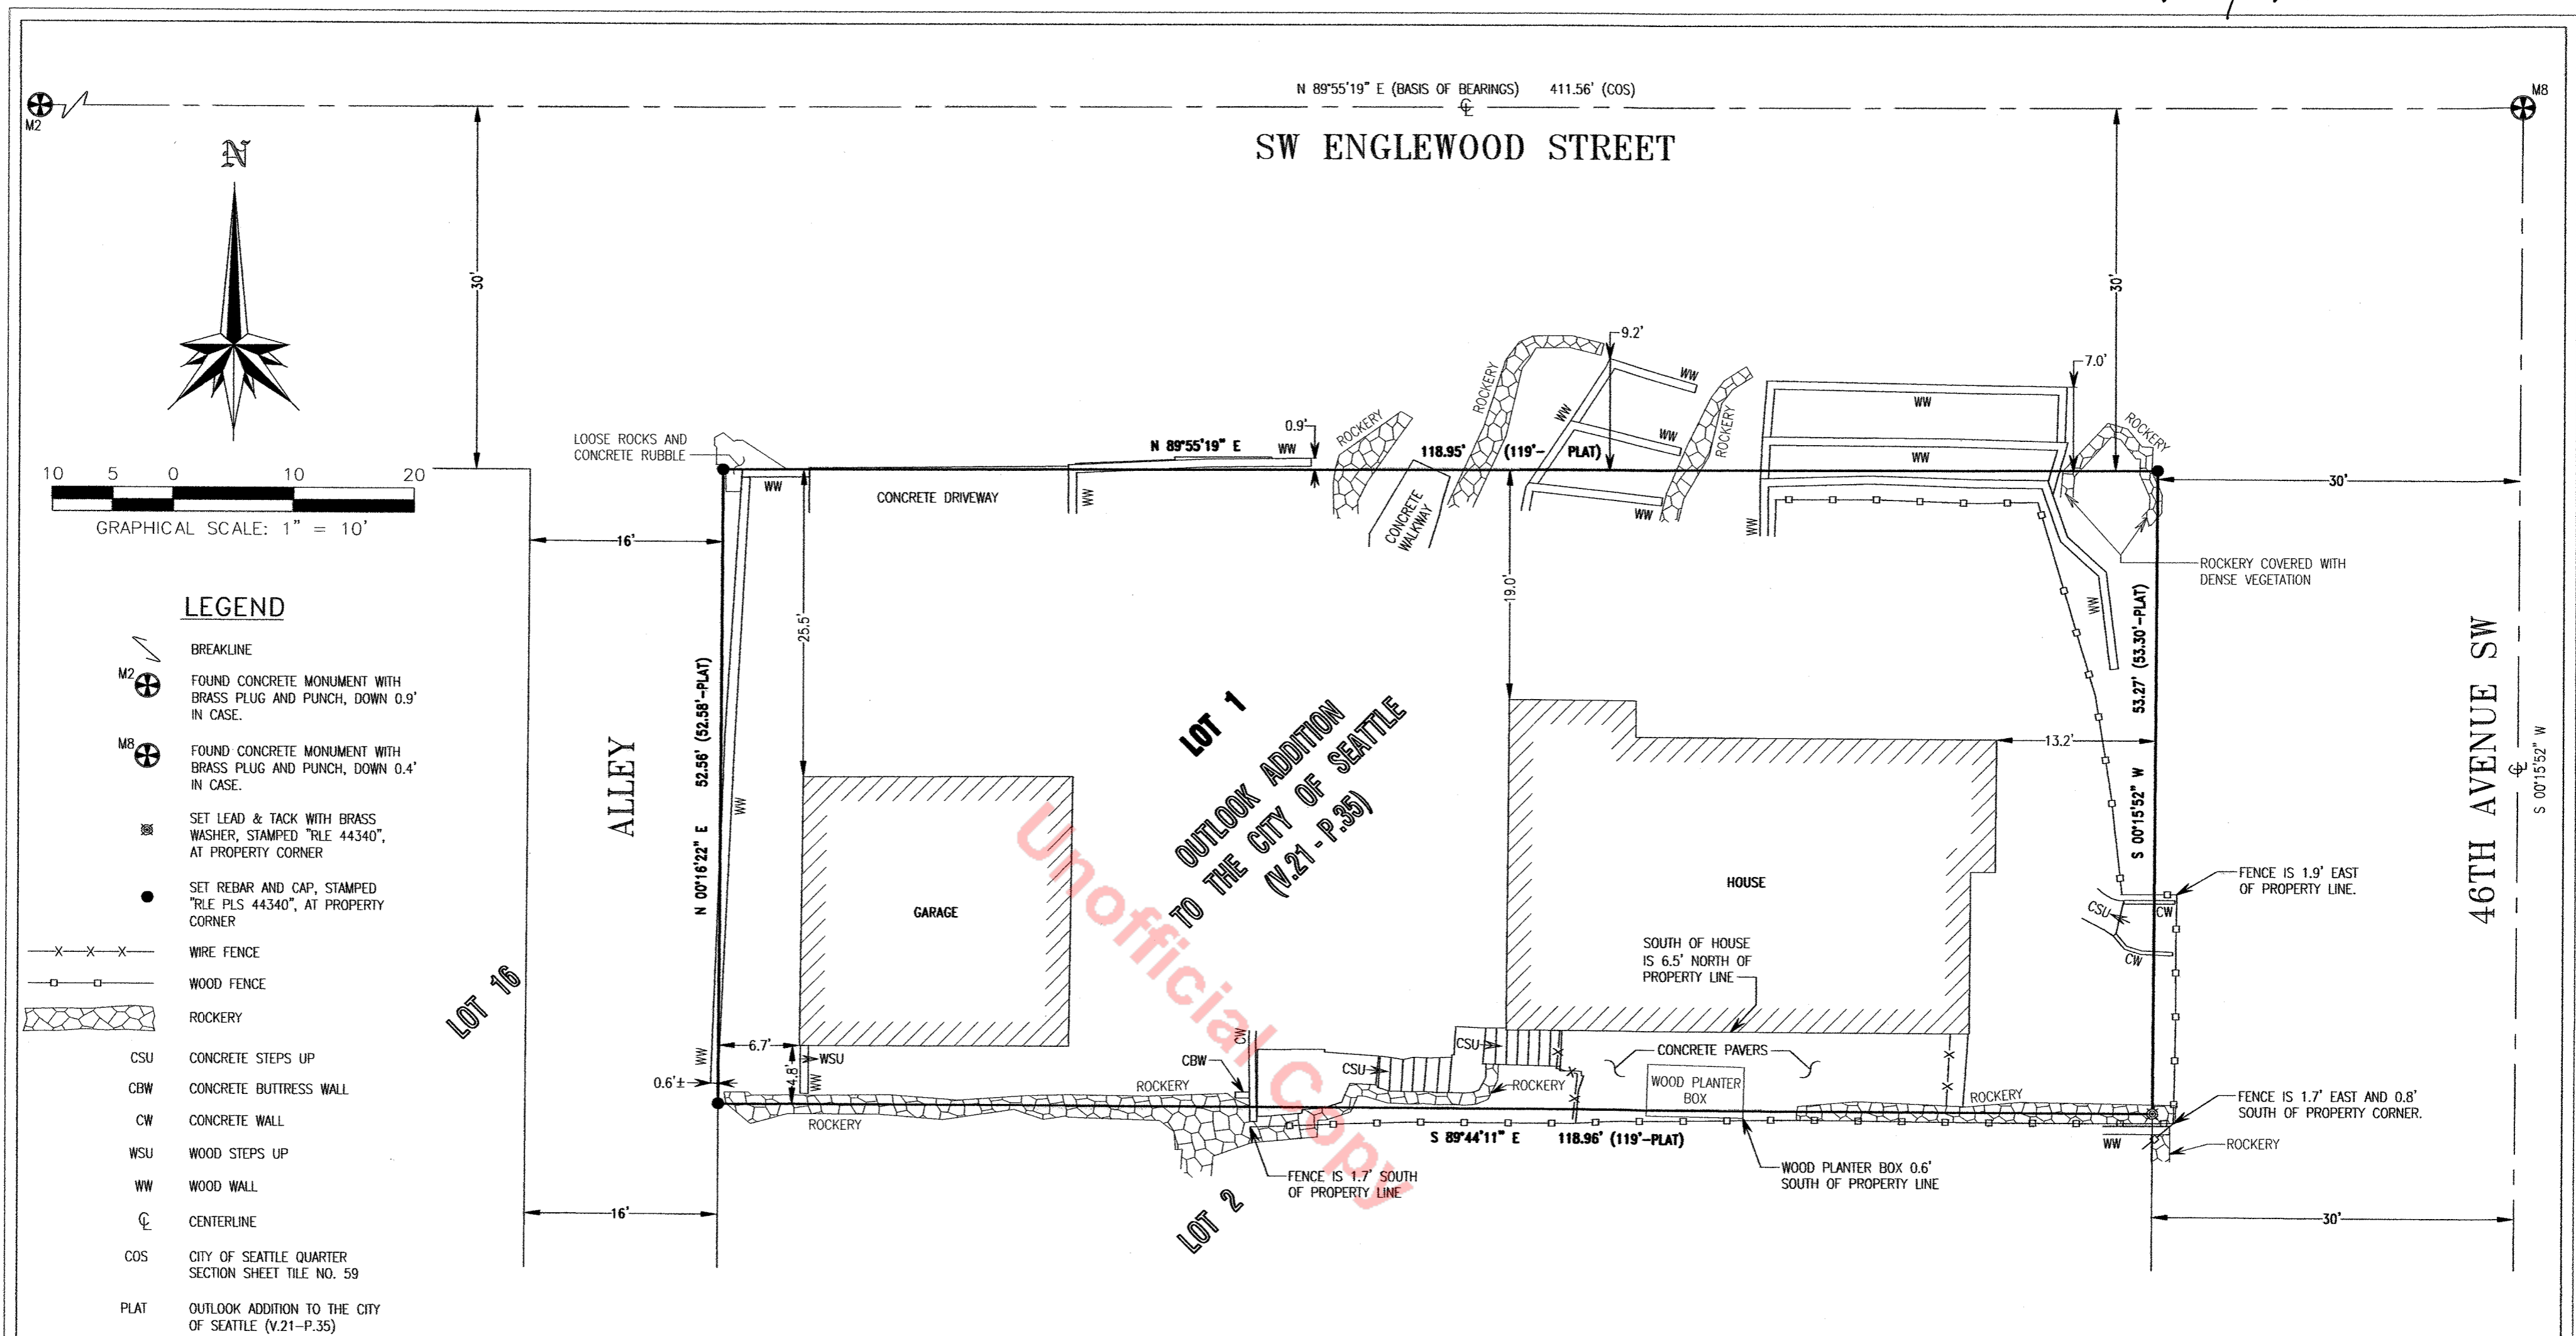 N 89°55'19" E (BASIS OF BEARINGS) 411.56' (COS)
M2
M8
SW ENGLEWOOD STREET
N
30'
30'
9.2'
7.0'
10 5 0 10 20
GRAPHICAL SCALE: 1" = 10'
LOOSE ROCKS AND
CONCRETE RUBBLE
N 89°55'19" E
WW
0.9'
ROCKERY
ROCKERY
118.95' (119'- PLAT)
WW
WW
WW
ROCKERY
WW
WW
ROCKERY
30'
WW
CONCRETE DRIVEWAY
WW
CONCRETE
WALKWAY
WW
WW
16'
ROCKERY COVERED WITH
DENSE VEGETATION
25.5'
19.0'
WW
53.27' (53.30'-PLAT)
S 00°15'52" W
13.2'
46TH AVENUE SW
S 00°15'52" W
LEGEND
BREAKLINE
M2
FOUND CONCRETE MONUMENT WITH
BRASS PLUG AND PUNCH, DOWN 0.9'
IN CASE.
M8
FOUND CONCRETE MONUMENT WITH
BRASS PLUG AND PUNCH, DOWN 0.4'
IN CASE.
SET LEAD & TACK WITH BRASS
WASHER, STAMPED "RLE 44340",
AT PROPERTY CORNER
SET REBAR AND CAP, STAMPED
"RLE PLS 44340", AT PROPERTY
CORNER
WIRE FENCE
WOOD FENCE
ROCKERY
CSU CONCRETE STEPS UP
CBW CONCRETE BUTTRESS WALL
CW CONCRETE WALL
WSU WOOD STEPS UP
WW WOOD WALL
CENTERLINE
COS CITY OF SEATTLE QUARTER
SECTION SHEET TILE NO. 59
PLAT OUTLOOK ADDITION TO THE CITY
OF SEATTLE (V.21-P.35)
ALLEY
N 00°16'22" E 52.56' (52.58'-PLAT)
WW
LOT 16
LOT 1
OUTLOOK ADDITION
TO THE CITY OF SEATTLE
(V.21 - P.35)
GARAGE
HOUSE
Unofficial Copy
SOUTH OF HOUSE
IS 6.5' NORTH OF
PROPERTY LINE
FENCE IS 1.9' EAST
OF PROPERTY LINE.
CSU
CW
CW
6.7'
4.8'
WSU
WW
WW
0.6'±
ROCKERY
ROCKERY
CBW
CW
CSU
CSU
ROCKERY
CONCRETE PAVERS
WOOD PLANTER
BOX
ROCKERY
FENCE IS 1.7' EAST AND 0.8'
SOUTH OF PROPERTY CORNER.
S 89°44'11" E 118.96' (119'-PLAT)
WW
ROCKERY
FENCE IS 1.7' SOUTH
OF PROPERTY LINE
WOOD PLANTER BOX 0.6'
SOUTH OF PROPERTY LINE
LOT 2
16'
30'